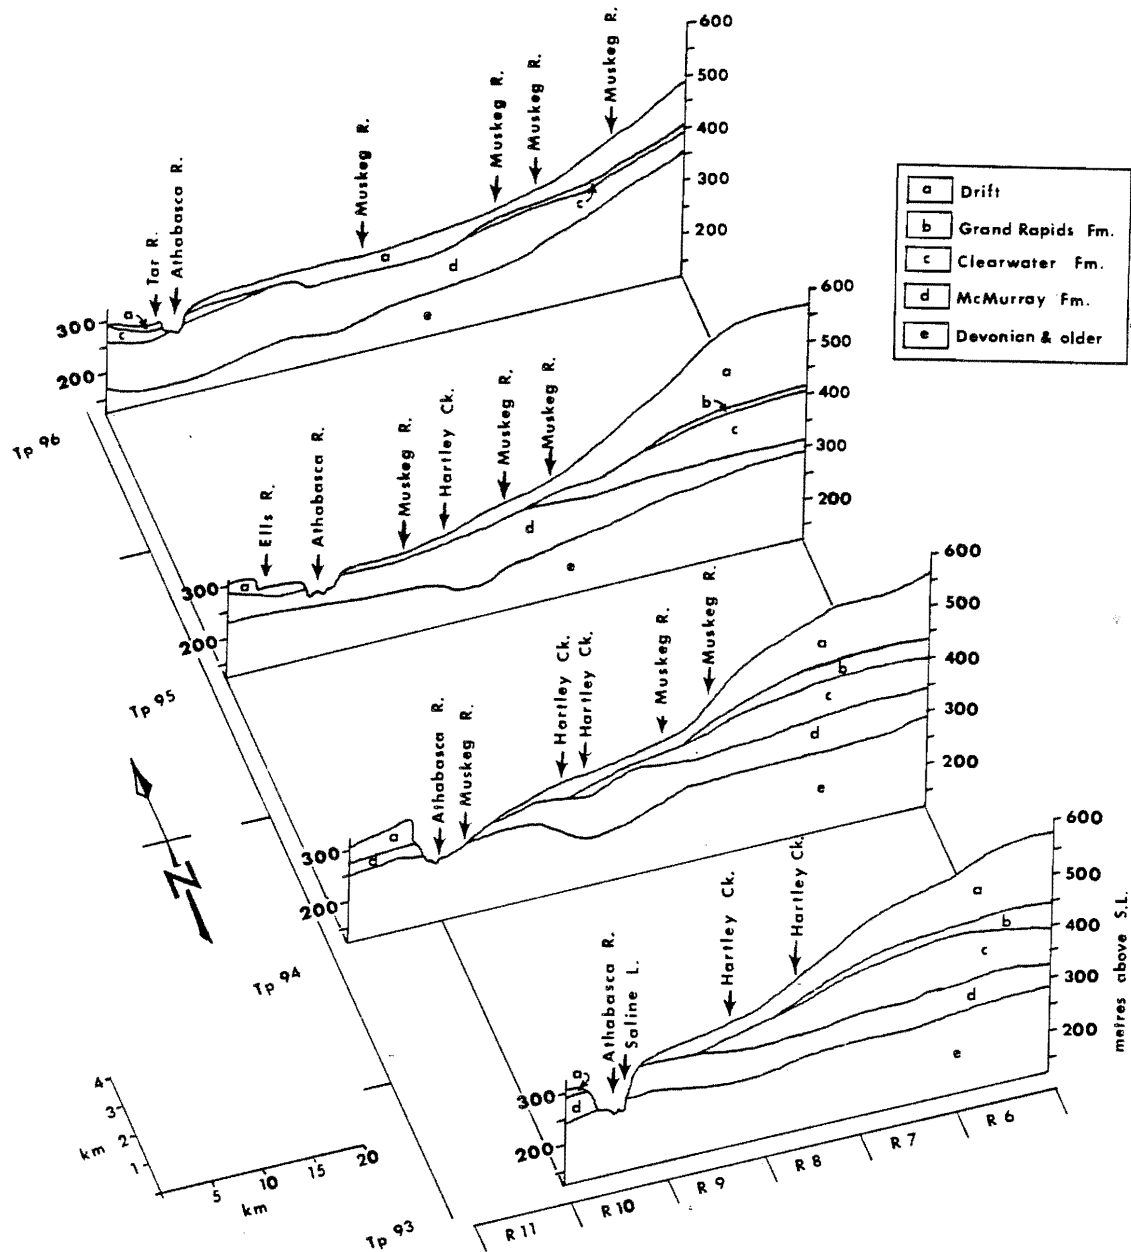 600
500
400
300
200
Muskeg R.
Muskeg R.
Muskeg R.
Muskeg R.
Athabasca R.
Tar R.
a
c
d
e
a
c
300
200
Tp 96
a Drift
b Grand Rapids Fm.
c Clearwater Fm.
d McMurray Fm.
e Devonian & older
600
500
400
300
200
Ells R.
Athabasca R.
Muskeg R.
Hartley Ck.
Muskeg R.
Muskeg R.
a
b
c
d
e
a
300
200
Tp 95
600
500
400
300
200
Athabasca R.
Muskeg R.
Hartley Ck.
Hartley Ck.
Muskeg R.
Muskeg R.
a
b
c
d
e
a
d
300
200
N
Tp 94
600
500
400
300
200
metres above S.L.
Athabasca R.
Saline L.
Hartley Ck.
Hartley Ck.
a
b
c
d
e
a
d
300
200
4
3
2
1
km
5
10
15
20
km
Tp 93
R 11
R 10
R 9
R 8
R 7
R 6